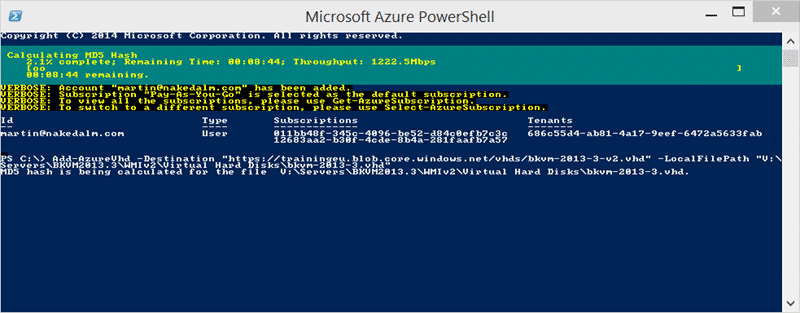 Microsoft Azure PowerShell
Copyright (C) 2014 Microsoft Corporation. All rights reserved.
Calculating MD5 Hash
2.1% complete; Remaining Time: 00:08:44; Throughput: 1222.5Mbps
[oo ]
00:08:44 remaining.
VERBOSE: Account "martin@nakedalm.com" has been added.
VERBOSE: Subscription "Pay-As-You-Go" is selected as the default subscription.
VERBOSE: To view all the subscriptions, please use Get-AzureSubscription.
VERBOSE: To switch to a different subscription, please use Select-AzureSubscription.
Id Type Subscriptions Tenants
-- ---- ------------- -------
martin@nakedalm.com User 011bb48f-345c-4096-be52-d84c0efb7c3c 686c55d4-ab81-4a17-9eef-6472a5633fab
12683aa2-b30f-4cde-8b4a-281faafb7a57
PS C:\> Add-AzureVhd -Destination "https://trainingeu.blob.core.windows.net/vhds/bkvm-2013-3-v2.vhd" -LocalFilePath "V:\
Servers\BKVM2013.3\WMIv2\Virtual Hard Disks\bkvm-2013-3.vhd"
MD5 hash is being calculated for the file V:\Servers\BKVM2013.3\WMIv2\Virtual Hard Disks\bkvm-2013-3.vhd.